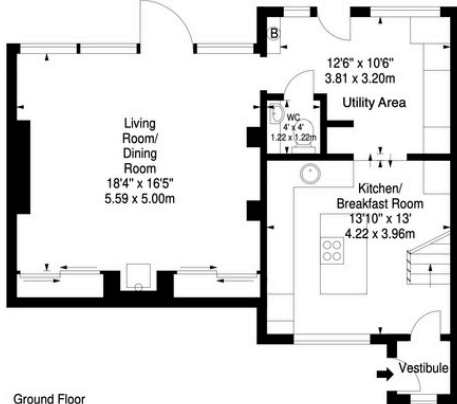 B
12'6" x 10'6"
3.81 x 3.20m
Utility Area
WC
4' x 4'
1.22 x 1.22m
Living
Room/
Dining
Room
18'4" x 16'5"
5.59 x 5.00m
Kitchen/
Breakfast Room
13'10" x 13'
4.22 x 3.96m
Vestibule
Ground Floor